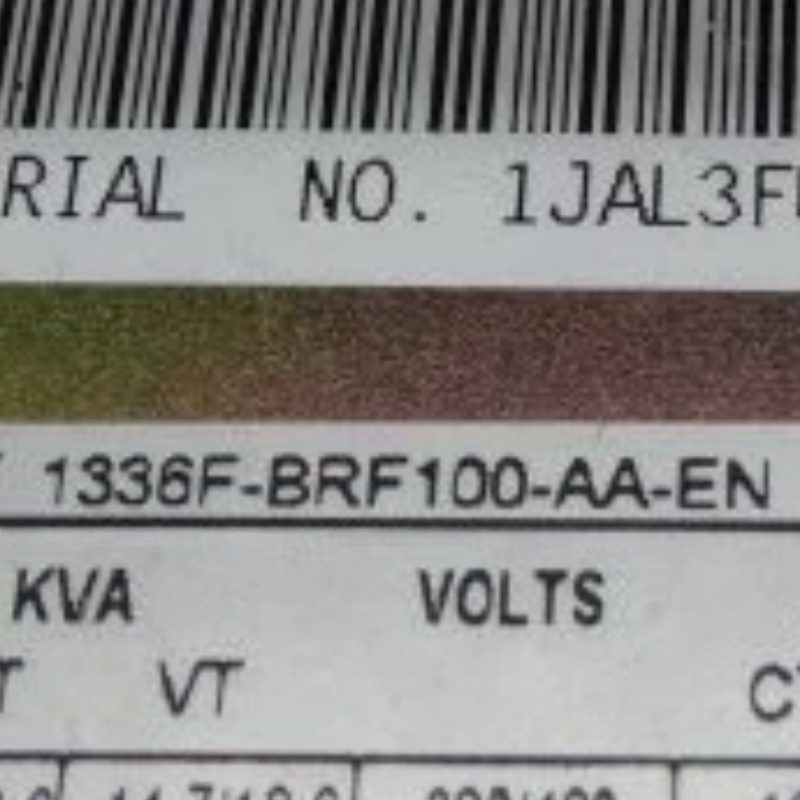 RIAL NO. 1JAL3F
1336F-BRF100-AA-EN
KVA VOLTS
T VT C